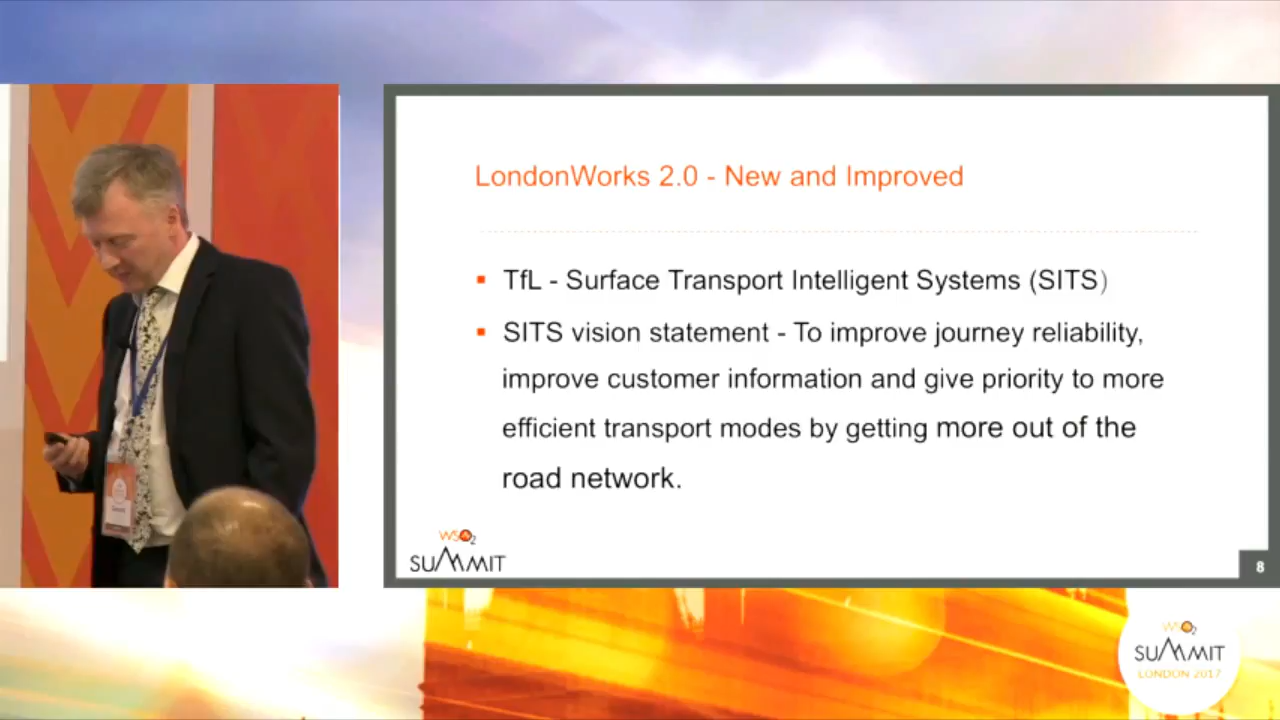 LondonWorks 2.0 - New and Improved
TfL - Surface Transport Intelligent Systems (SITS)
SITS vision statement - To improve journey reliability,
improve customer information and give priority to more
efficient transport modes by getting more out of the
road network.
WSO2
SUMMIT
8
WSO2
SUMMIT
LONDON 2017